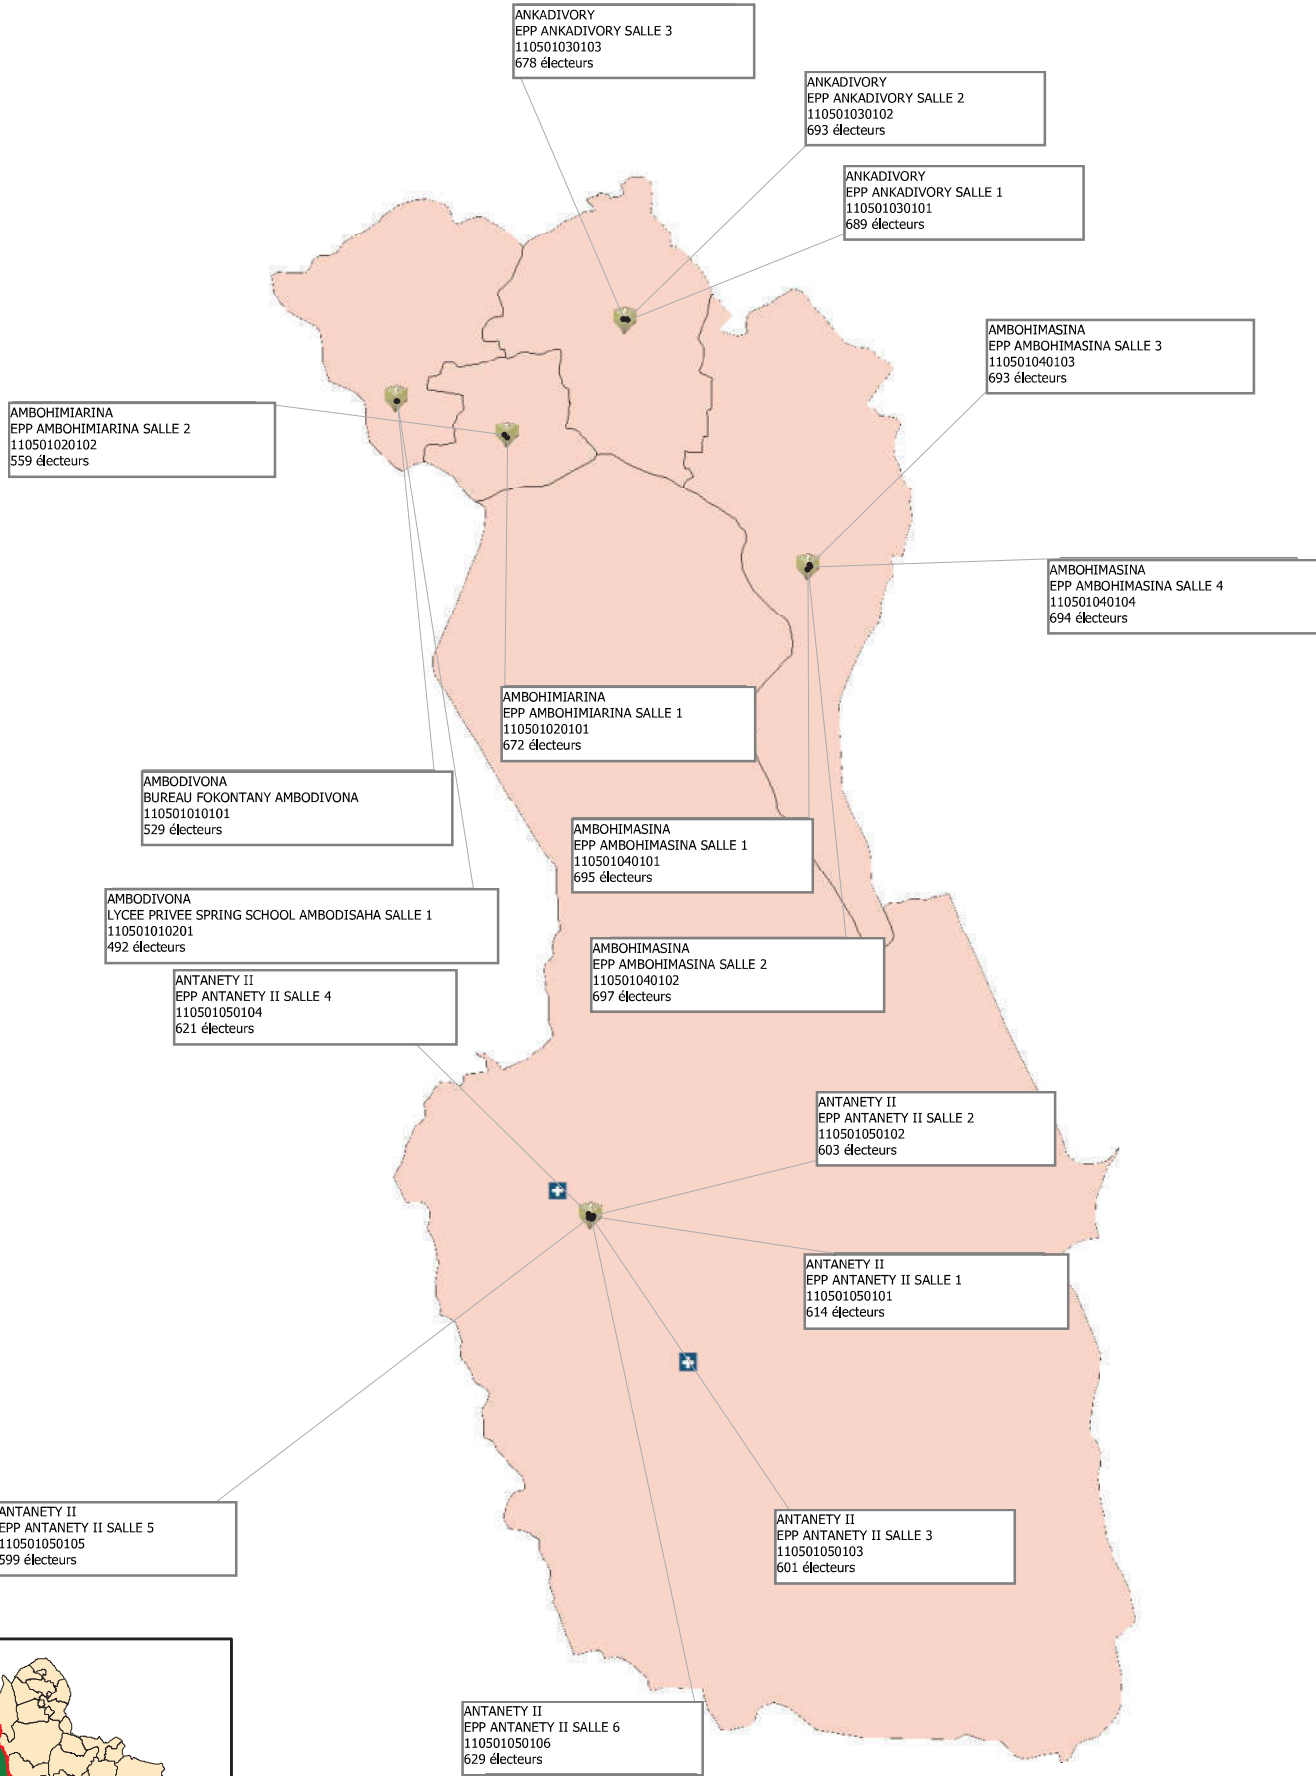 ANKADIVORY
EPP ANKADIVORY SALLE 3
110501030103
678 électeurs
ANKADIVORY
EPP ANKADIVORY SALLE 2
110501030102
693 électeurs
ANKADIVORY
EPP ANKADIVORY SALLE 1
110501030101
689 électeurs
AMBOHIMASINA
EPP AMBOHIMASINA SALLE 3
110501040103
693 électeurs
AMBOHIMIARINA
EPP AMBOHIMIARINA SALLE 2
110501020102
559 électeurs
AMBOHIMASINA
EPP AMBOHIMASINA SALLE 4
110501040104
694 électeurs
AMBOHIMIARINA
EPP AMBOHIMIARINA SALLE 1
110501020101
672 électeurs
AMBODIVONA
BUREAU FOKONTANY AMBODIVONA
110501010101
529 électeurs
AMBOHIMASINA
EPP AMBOHIMASINA SALLE 1
110501040101
695 électeurs
AMBODIVONA
LYCEE PRIVEE SPRING SCHOOL AMBODISAHA SALLE 1
110501010201
492 électeurs
AMBOHIMASINA
EPP AMBOHIMASINA SALLE 2
110501040102
697 électeurs
ANTANETY II
EPP ANTANETY II SALLE 4
110501050104
621 électeurs
ANTANETY II
EPP ANTANETY II SALLE 2
110501050102
603 électeurs
ANTANETY II
EPP ANTANETY II SALLE 1
110501050101
614 électeurs
ANTANETY II
EPP ANTANETY II SALLE 5
110501050105
599 électeurs
ANTANETY II
EPP ANTANETY II SALLE 3
110501050103
601 électeurs
ANTANETY II
EPP ANTANETY II SALLE 6
110501050106
629 électeurs